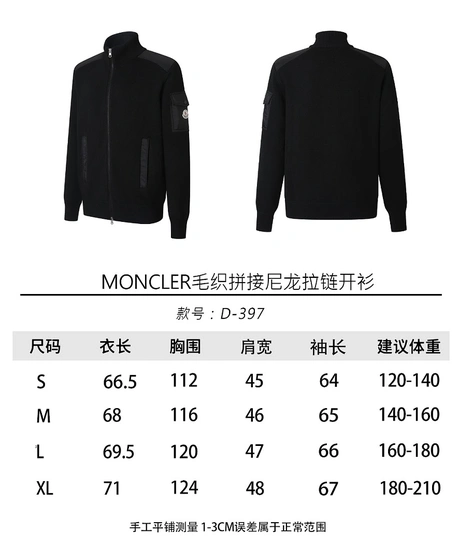 MONCLER毛织拼接尼龙拉链开衫
款号：D-397
尺码 衣长 胸围 肩宽 袖长 建议体重
S 66.5 112 45 64 120-140
M 68 116 46 65 140-160
L 69.5 120 47 66 160-180
XL 71 124 48 67 180-210
手工平铺测量 1-3CM误差属于正常范围